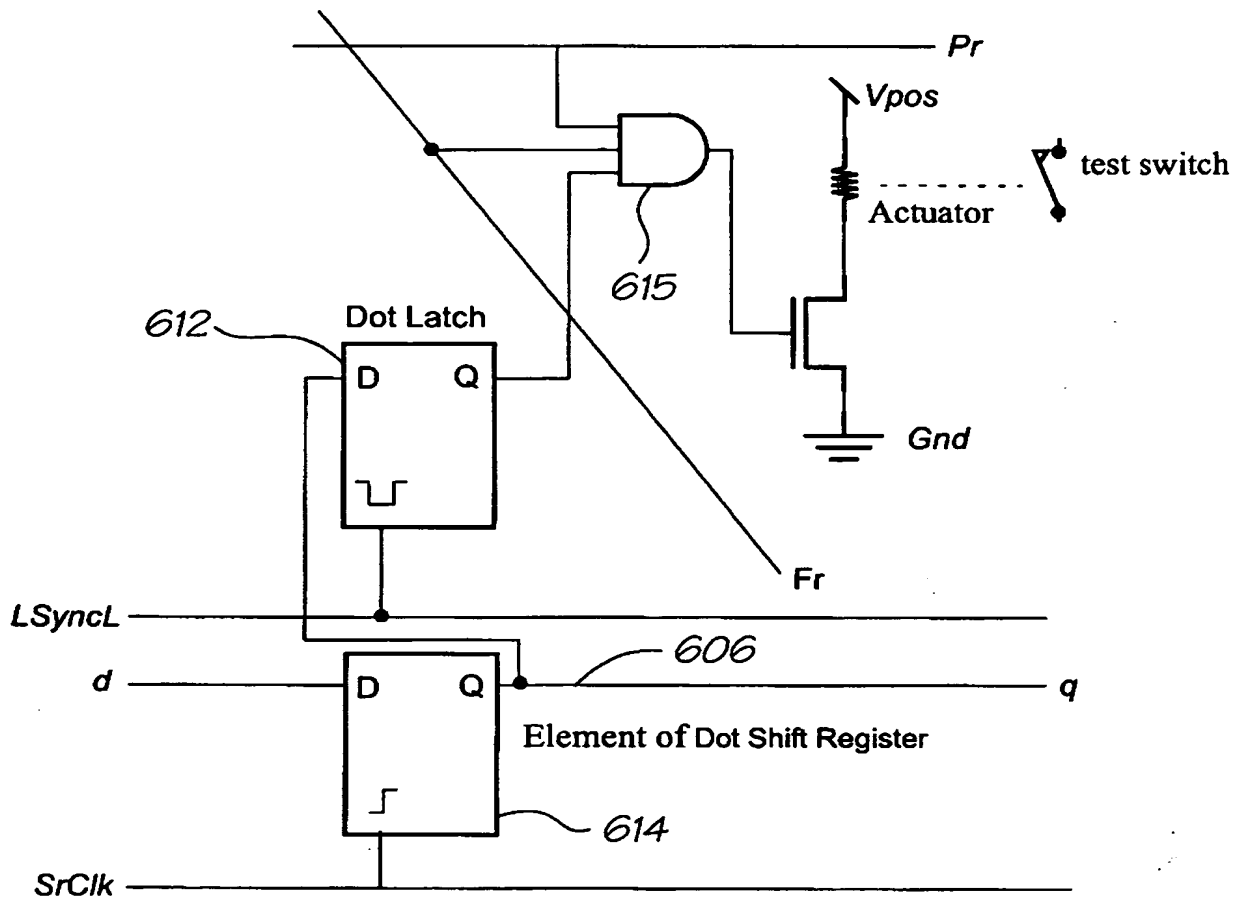 Pr
Vpos
test switch
Actuator
615
612
Dot Latch
D Q
Gnd
Fr
LSyncL
606
d
D Q
q
Element of Dot Shift Register
614
SrClk